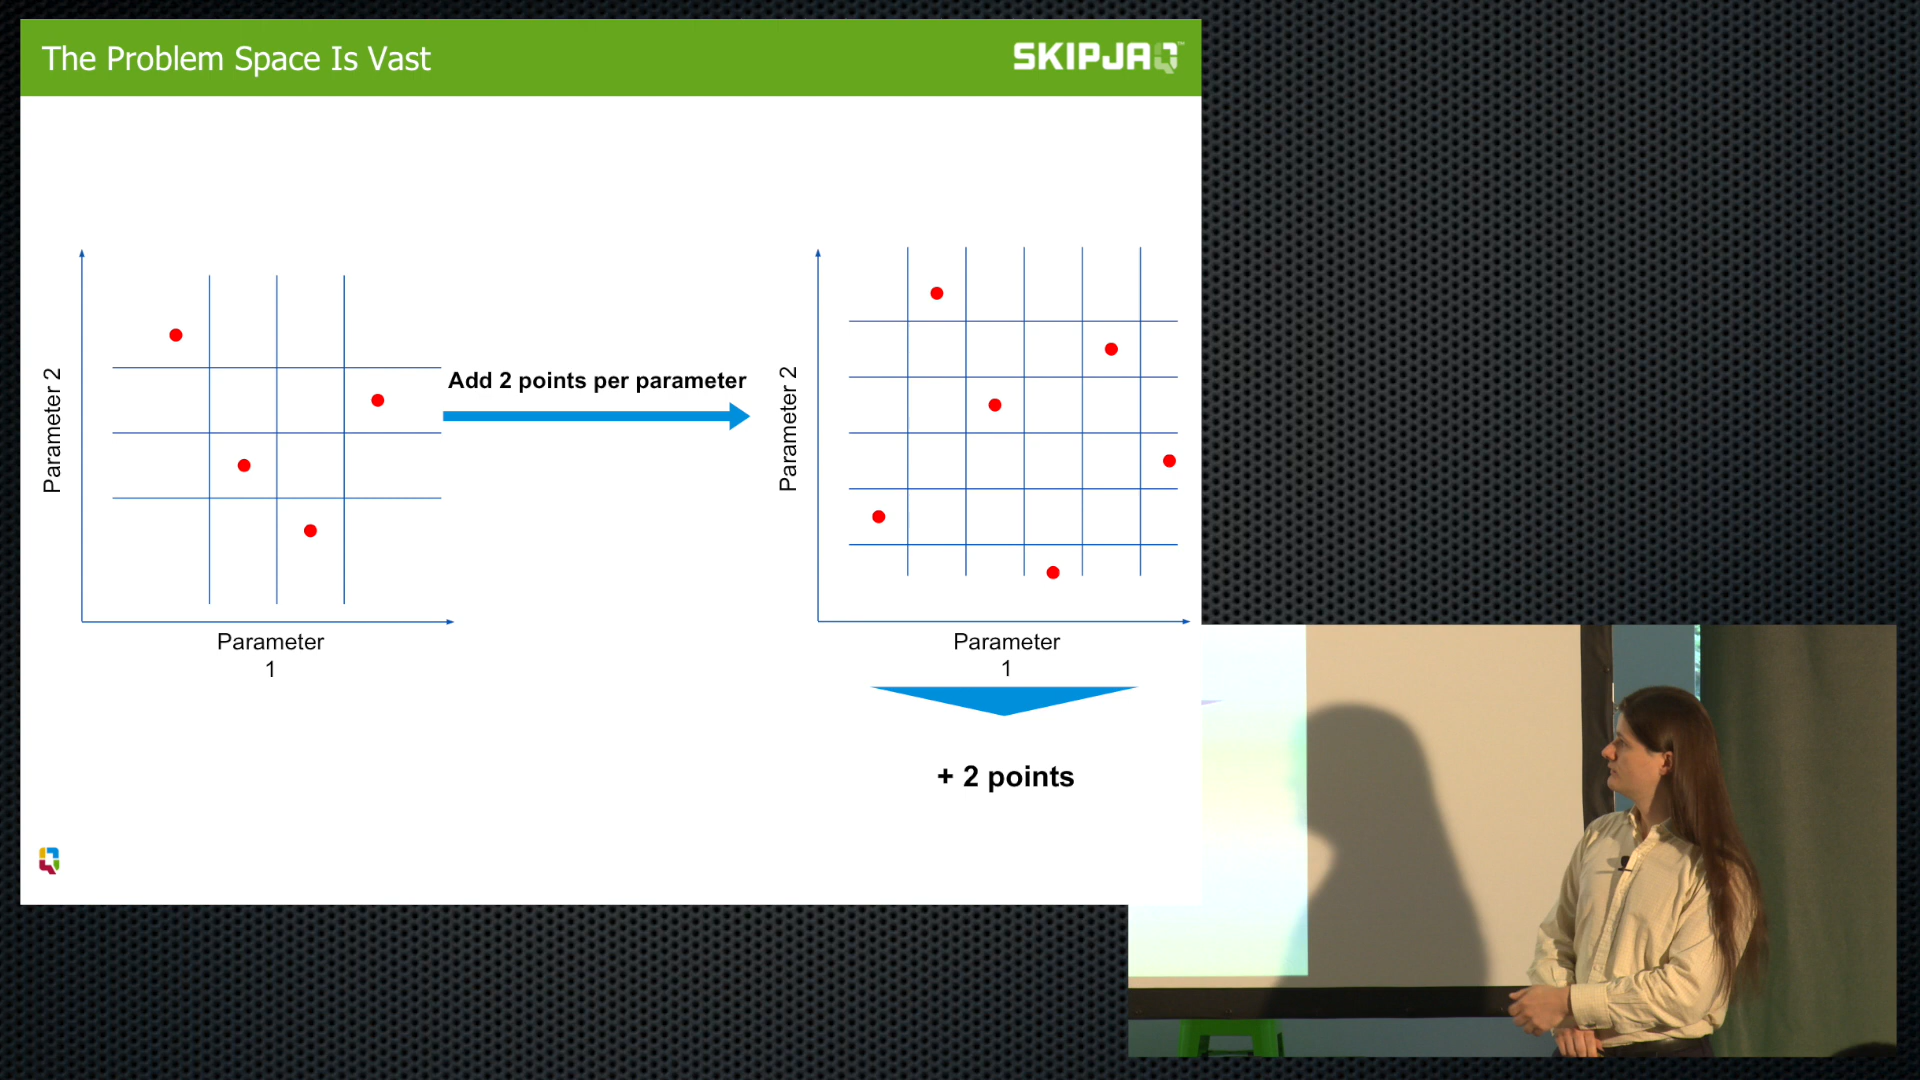 The Problem Space Is Vast
SKIPJAQ™
Parameter 2
Add 2 points per parameter
Parameter 2
Parameter
1
Parameter
1
+ 2 points